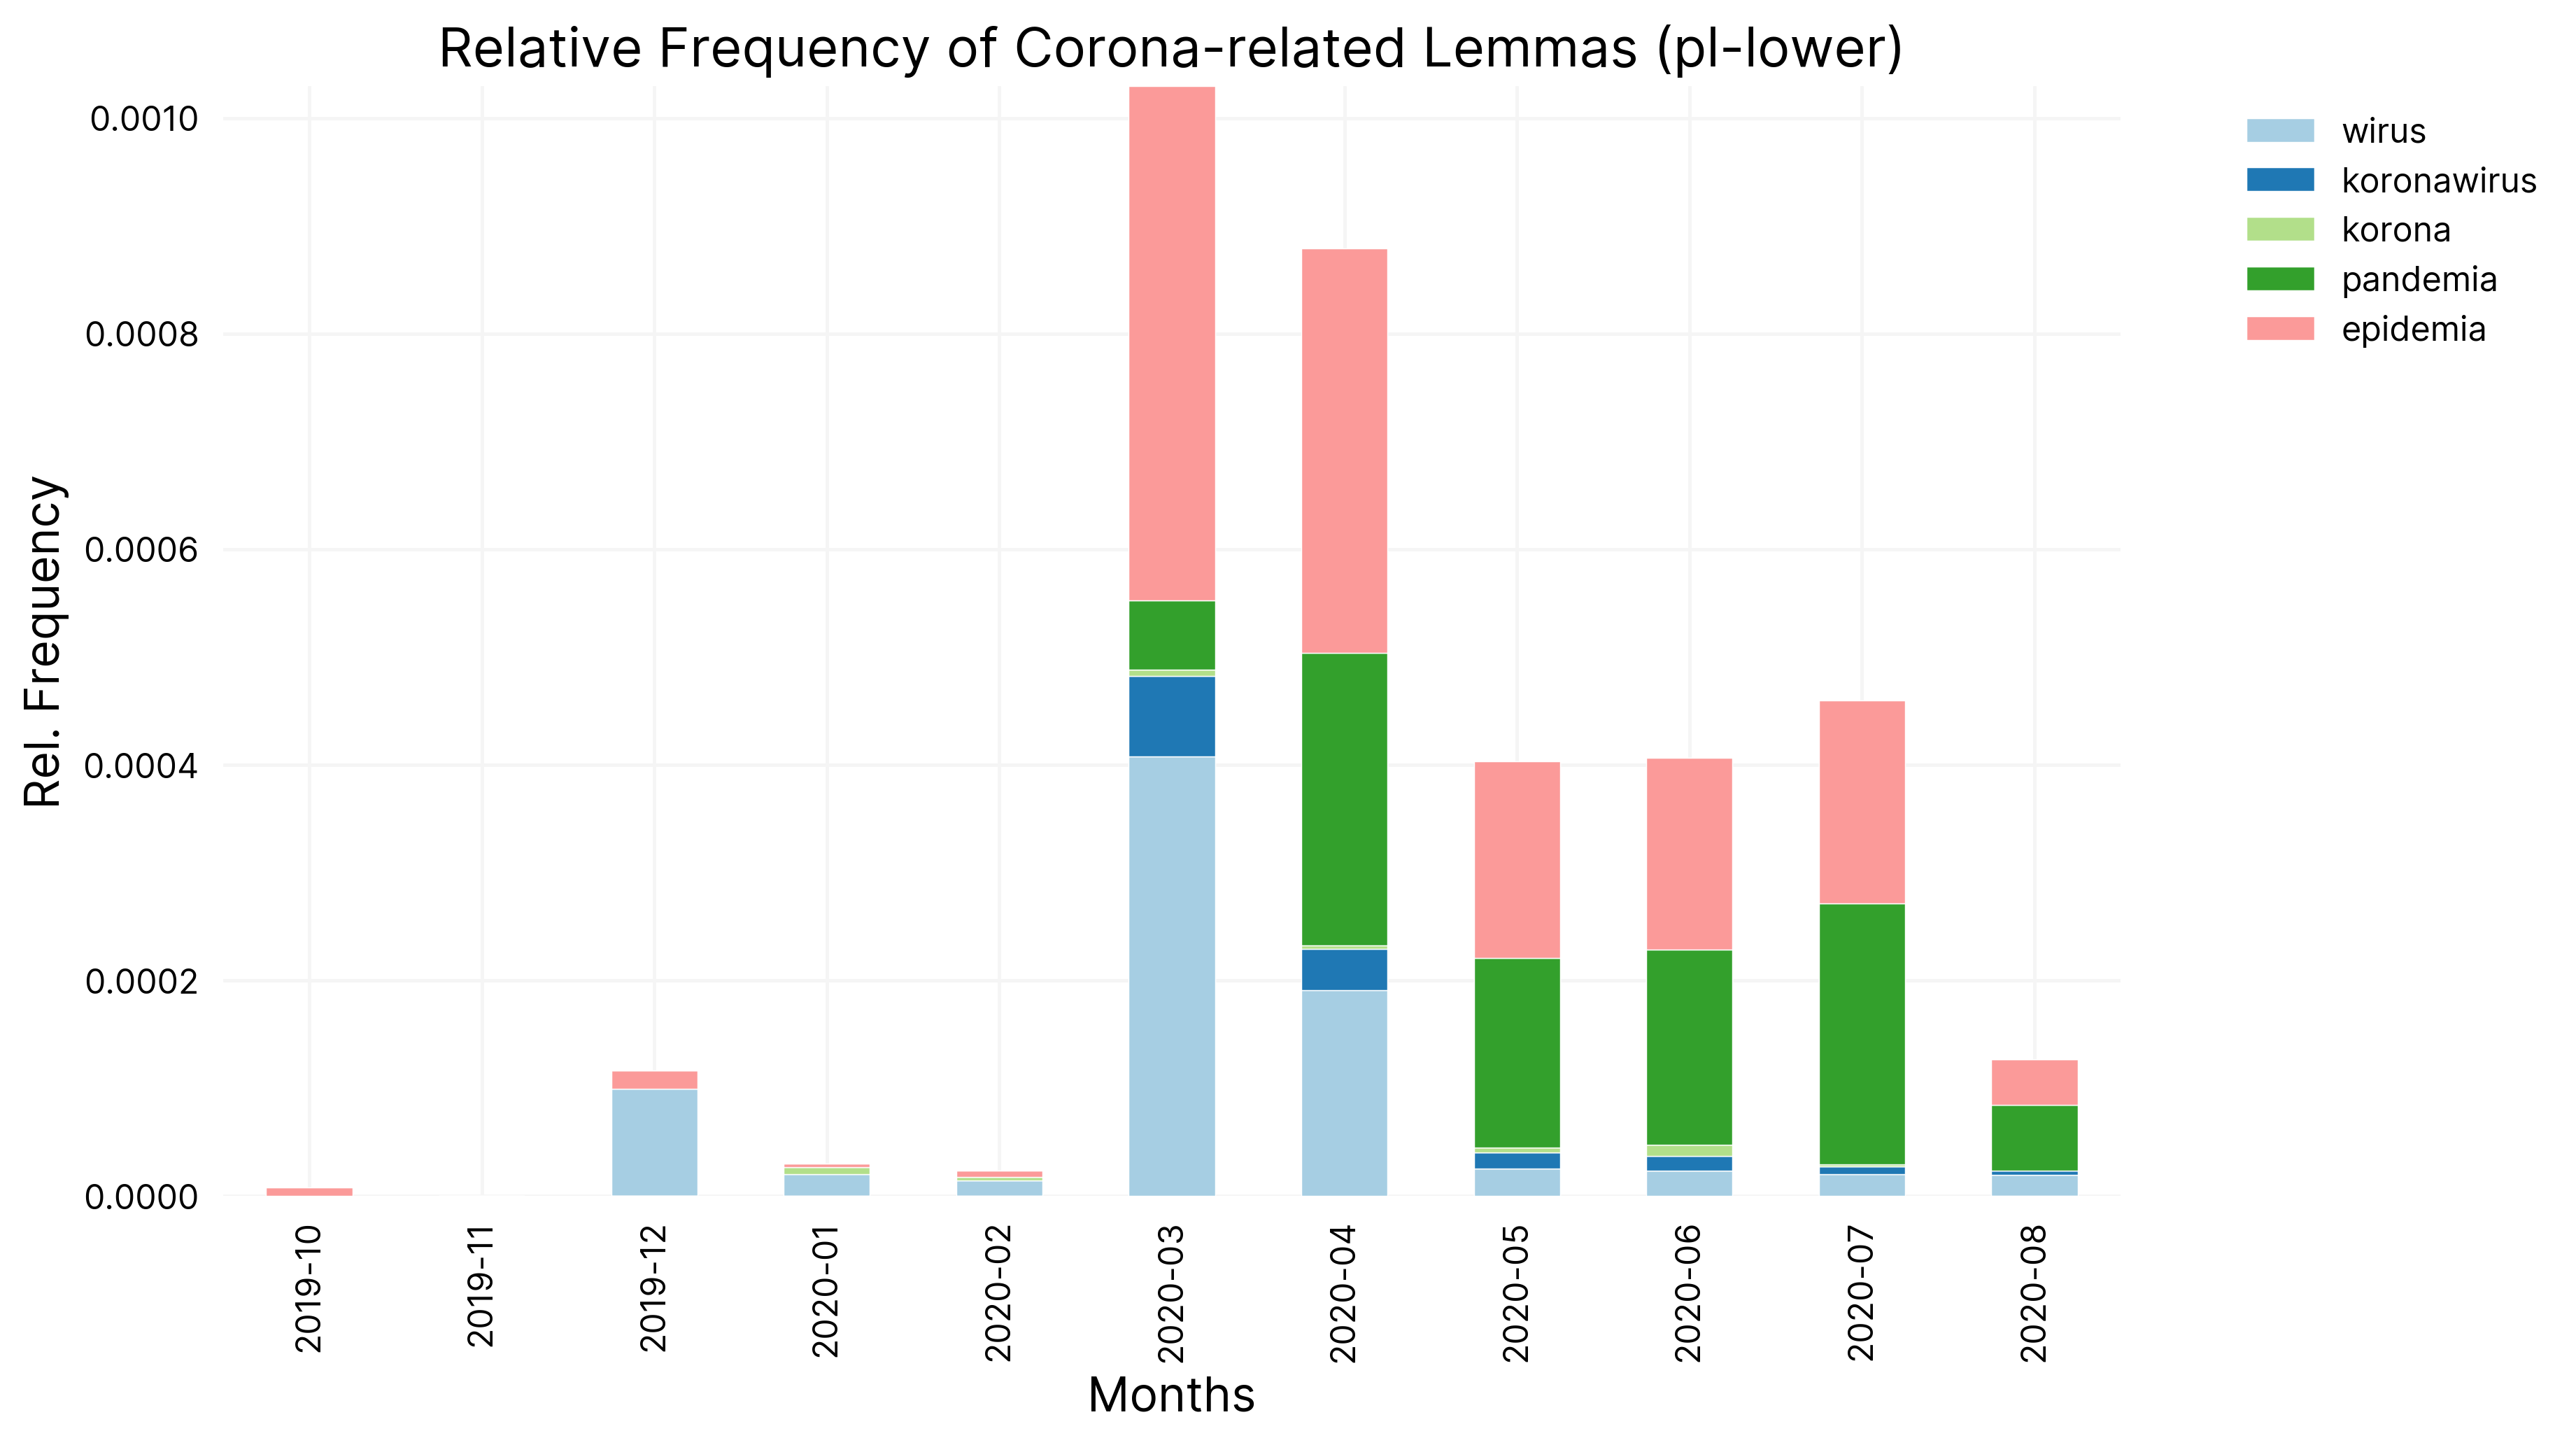 Relative Frequency of Corona-related Lemmas (pl-lower)
0.0010
0.0008
0.0006
0.0004
0.0002
0.0000
Rel. Frequency
2019-10
2019-11
2019-12
2020-01
2020-02
2020-03
2020-04
2020-05
2020-06
2020-07
2020-08
Months
wirus
koronawirus
korona
pandemia
epidemia